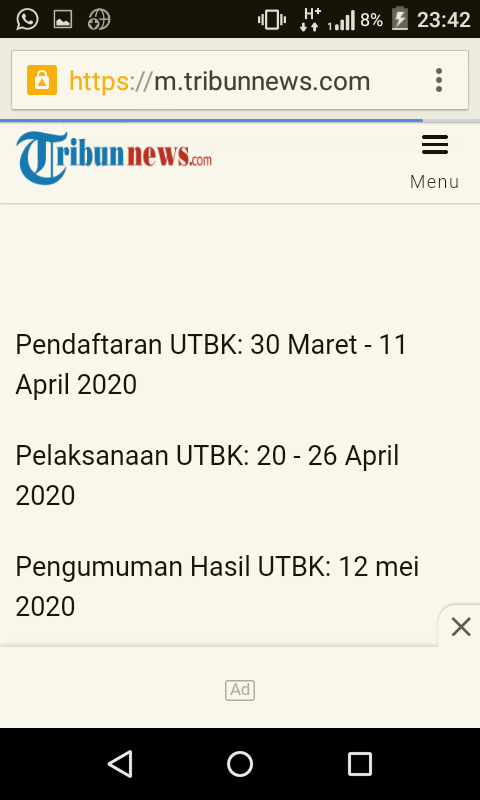 H+ 1 8% 23:42
https://m.tribunnews.com
Tribunnews.com
Menu
Pendaftaran UTBK: 30 Maret - 11
April 2020
Pelaksanaan UTBK: 20 - 26 April
2020
Pengumuman Hasil UTBK: 12 mei
2020
Ad